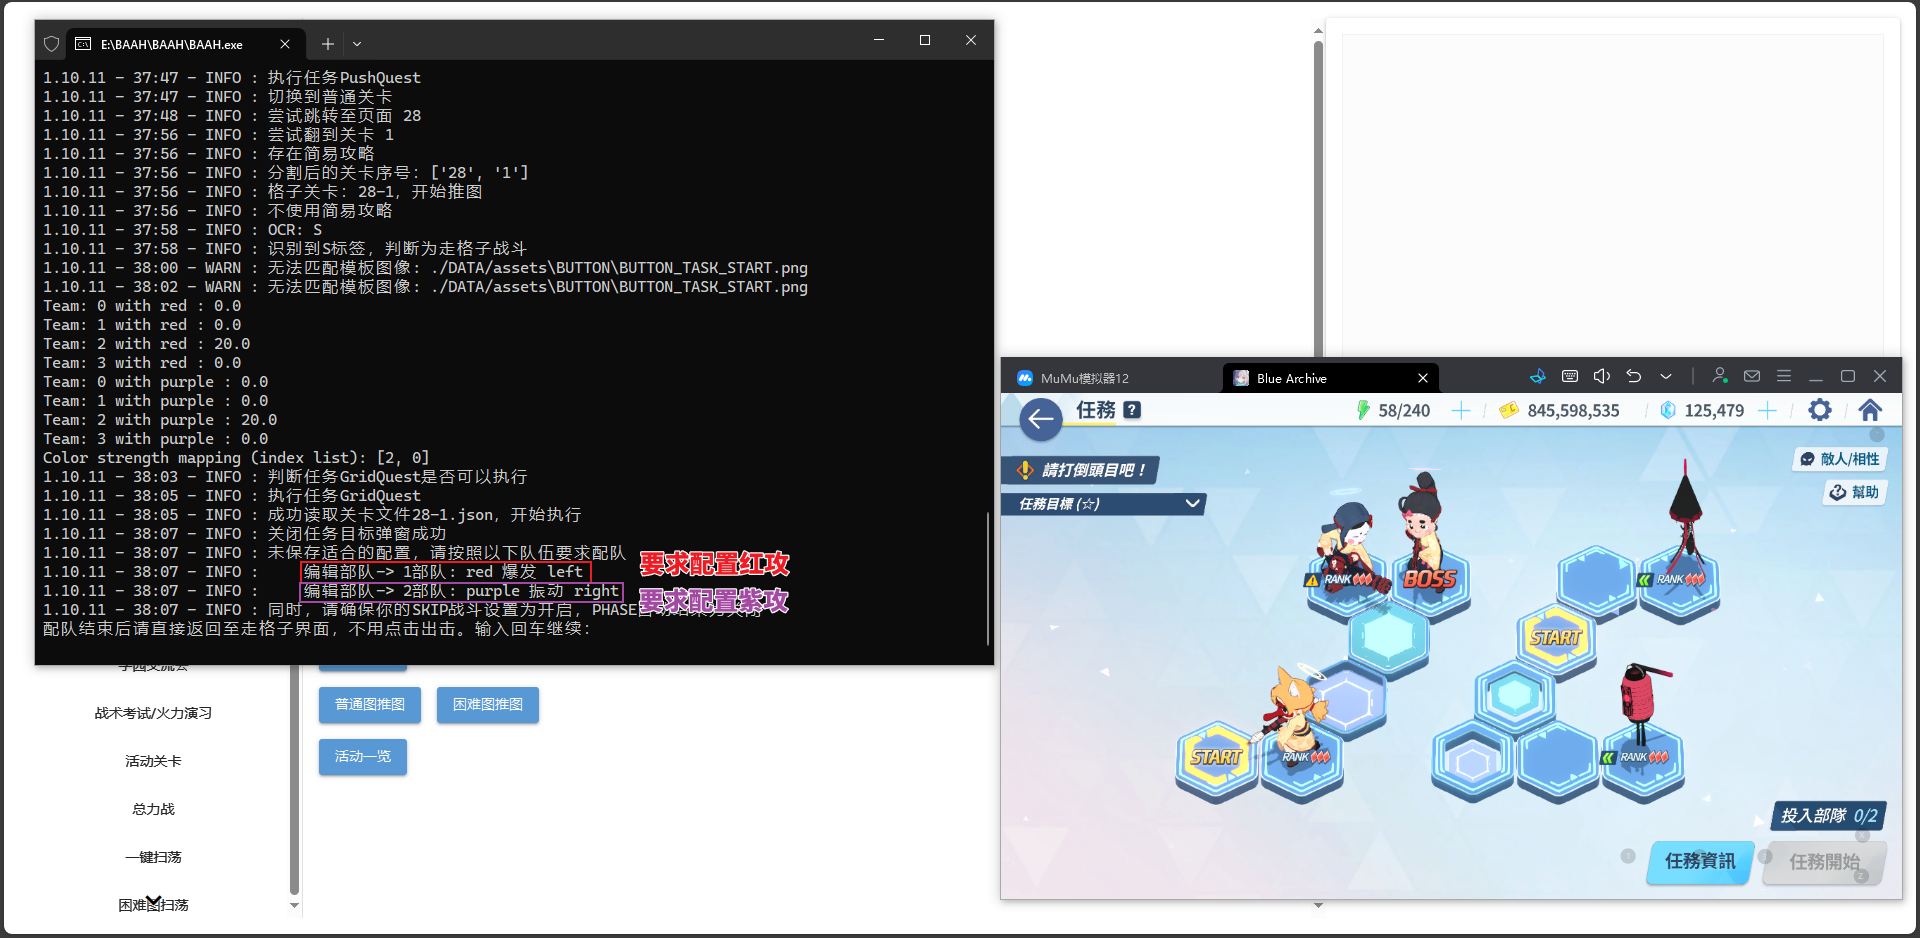 E:\BAAH\BAAH\BAAH.exe
1.10.11 - 37:47 - INFO : 执行任务PushQuest
1.10.11 - 37:47 - INFO : 切换到普通关卡
1.10.11 - 37:48 - INFO : 尝试跳转至页面 28
1.10.11 - 37:56 - INFO : 尝试翻到关卡 1
1.10.11 - 37:56 - INFO : 存在简易攻略
1.10.11 - 37:56 - INFO : 分割后的关卡序号: ['28', '1']
1.10.11 - 37:56 - INFO : 格子关卡: 28-1, 开始推图
1.10.11 - 37:56 - INFO : 不使用简易攻略
1.10.11 - 37:58 - INFO : OCR: S
1.10.11 - 37:58 - INFO : 识别到S标签, 判断为走格子战斗
1.10.11 - 38:00 - WARN : 无法匹配模板图像: ./DATA/assets\BUTTON\BUTTON_TASK_START.png
1.10.11 - 38:02 - WARN : 无法匹配模板图像: ./DATA/assets\BUTTON\BUTTON_TASK_START.png
Team: 0 with red : 0.0
Team: 1 with red : 0.0
Team: 2 with red : 20.0
Team: 3 with red : 0.0
Team: 0 with purple : 0.0
Team: 1 with purple : 0.0
Team: 2 with purple : 20.0
Team: 3 with purple : 0.0
Color strength mapping (index list): [2, 0]
1.10.11 - 38:03 - INFO : 判断任务GridQuest是否可以执行
1.10.11 - 38:05 - INFO : 执行任务GridQuest
1.10.11 - 38:05 - INFO : 成功读取关卡文件28-1.json, 开始执行
1.10.11 - 38:07 - INFO : 关闭任务目标弹窗成功
1.10.11 - 38:07 - INFO : 未保存适合的配置, 请按照以下队伍要求配队
1.10.11 - 38:07 - INFO : 编辑部队-> 1部队: red 爆发 left
要求配置红攻
1.10.11 - 38:07 - INFO : 编辑部队-> 2部队: purple 振动 right
要求配置紫攻
1.10.11 - 38:07 - INFO : 同时, 请确保你的SKIP战斗设置为开启, PHASE
配队结束后请直接返回至走格子界面, 不用点击出击。输入回车继续:
战术考试/火力演习
活动关卡
总力战
一键扫荡
困难图扫荡
普通图推图
困难图推图
活动一览
MuMu模拟器12
Blue Archive
任務 ?
58/240
845,598,535
125,479
請打倒頭目吧！
任務目標 (☆)
敵人/相性
幫助
RANK
BOSS
RANK
START
START
RANK
RANK
投入部隊 0/2
任務資訊
任務開始